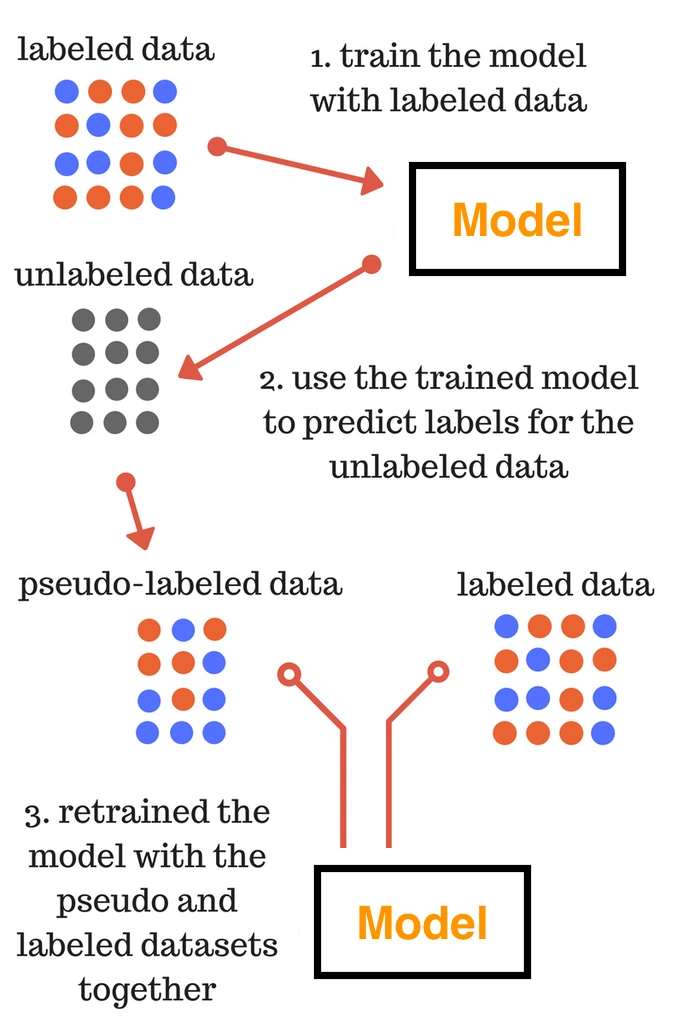 labeled data
1. train the model
with labeled data
Model
unlabeled data
2. use the trained model
to predict labels for the
unlabeled data
pseudo-labeled data
labeled data
3. retrained the
model with the
pseudo and
labeled datasets
together
Model